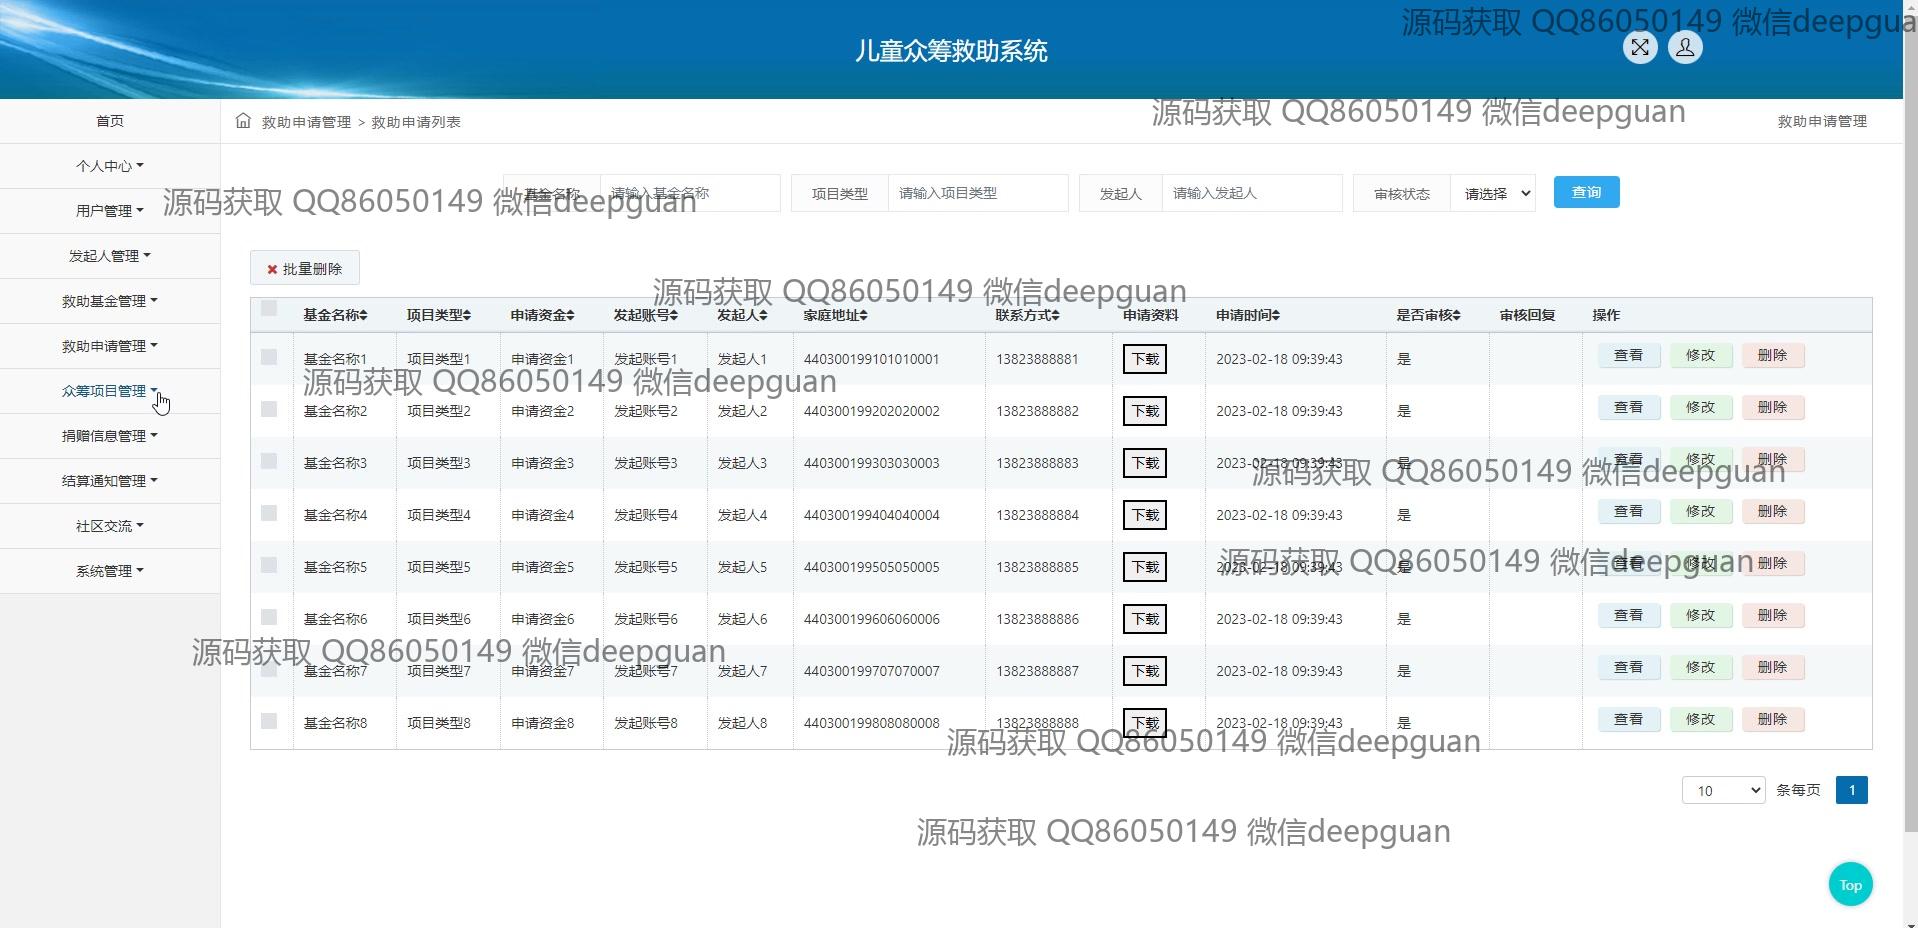 源码获取 QQ86050149 微信deepgua
儿童众筹救助系统
源码获取 QQ86050149 微信deepguan
首页
救助申请管理 > 救助申请列表
救助申请管理
个人中心
用户管理
发起人管理
救助基金管理
救助申请管理
众筹项目管理
捐赠信息管理
结算通知管理
社区交流
系统管理
源码获取 QQ86050149 微信deepguan
基金名称 请输入基金名称 项目类型 请输入项目类型 发起人 请输入发起人 审核状态 请选择 查询
批量删除
源码获取 QQ86050149 微信deepguan
基金名称 项目类型 申请资金 发起账号 发起人 家庭地址 联系方式 申请资料 申请时间 是否审核 审核回复 操作
基金名称1 项目类型1 申请资金1 发起账号1 发起人1 440300199101010001 13823888881 下载 2023-02-18 09:39:43 是 查看 修改 删除
源码获取 QQ86050149 微信deepguan
基金名称2 项目类型2 申请资金2 发起账号2 发起人2 440300199202020002 13823888882 下载 2023-02-18 09:39:43 是 查看 修改 删除
基金名称3 项目类型3 申请资金3 发起账号3 发起人3 440300199303030003 13823888883 下载 2023-02-18 09:39:43 是 查看 修改 删除
源码获取 QQ86050149 微信deepguan
基金名称4 项目类型4 申请资金4 发起账号4 发起人4 440300199404040004 13823888884 下载 2023-02-18 09:39:43 是 查看 修改 删除
基金名称5 项目类型5 申请资金5 发起账号5 发起人5 440300199505050005 13823888885 下载 2023-02-18 09:39:43 是 查看 修改 删除
源码获取 QQ86050149 微信deepguan
基金名称6 项目类型6 申请资金6 发起账号6 发起人6 440300199606060006 13823888886 下载 2023-02-18 09:39:43 是 查看 修改 删除
源码获取 QQ86050149 微信deepguan
基金名称7 项目类型7 申请资金7 发起账号7 发起人7 440300199707070007 13823888887 下载 2023-02-18 09:39:43 是 查看 修改 删除
基金名称8 项目类型8 申请资金8 发起账号8 发起人8 440300199808080008 13823888888 下载 2023-02-18 09:39:43 是 查看 修改 删除
源码获取 QQ86050149 微信deepguan
10 条每页 1
源码获取 QQ86050149 微信deepguan
Top